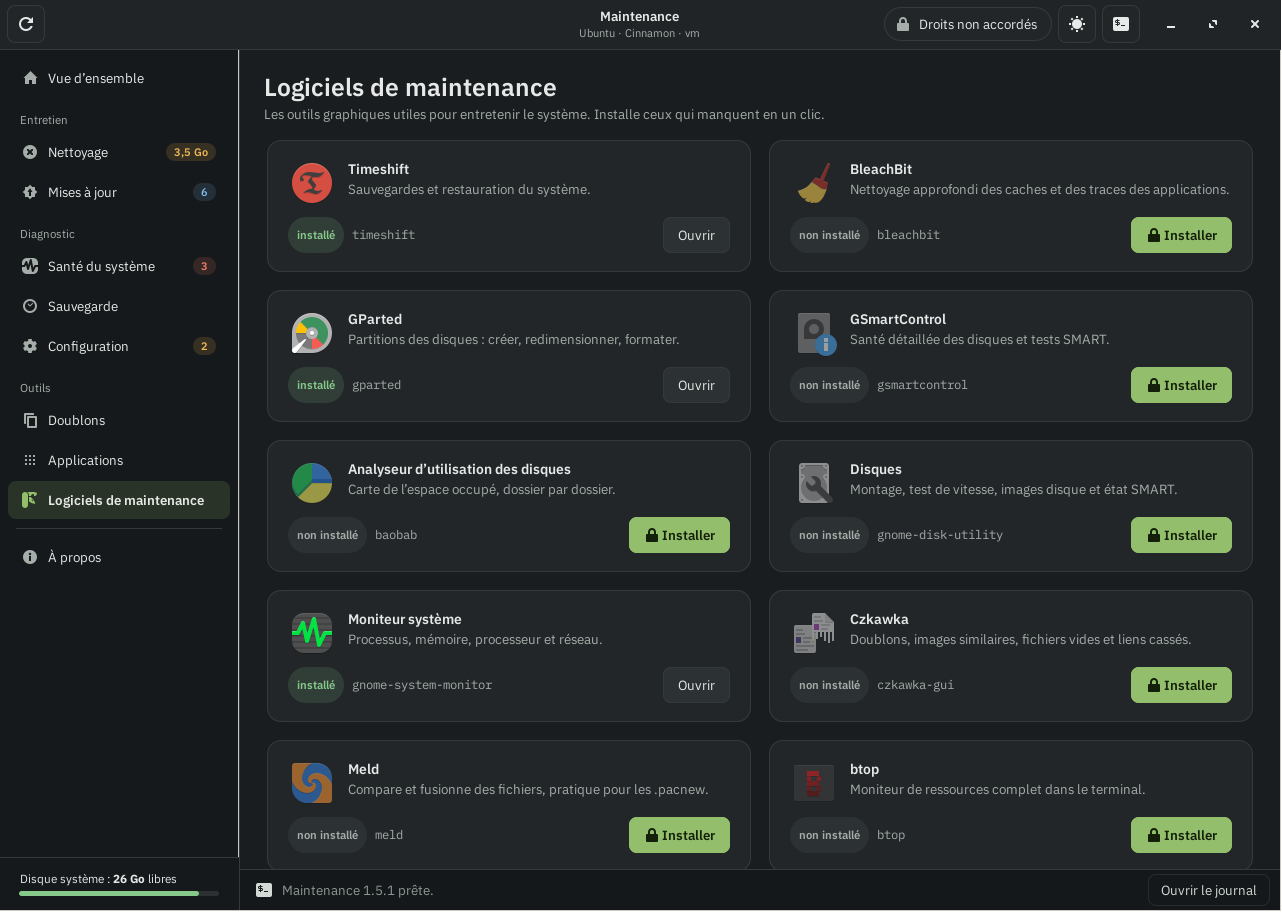 Maintenance
Ubuntu · Cinnamon · vm
Droits non accordés
Vue d’ensemble
Entretien
Nettoyage
3,5 Go
Mises à jour
6
Diagnostic
Santé du système
3
Sauvegarde
Configuration
2
Outils
Doublons
Applications
Logiciels de maintenance
À propos
Disque système : 26 Go libres
Logiciels de maintenance
Les outils graphiques utiles pour entretenir le système. Installe ceux qui manquent en un clic.
Timeshift
Sauvegardes et restauration du système.
installé
timeshift
Ouvrir
BleachBit
Nettoyage approfondi des caches et des traces des applications.
non installé
bleachbit
Installer
GParted
Partitions des disques : créer, redimensionner, formater.
installé
gparted
Ouvrir
GSmartControl
Santé détaillée des disques et tests SMART.
non installé
gsmartcontrol
Installer
Analyseur d’utilisation des disques
Carte de l’espace occupé, dossier par dossier.
non installé
baobab
Installer
Disques
Montage, test de vitesse, images disque et état SMART.
non installé
gnome-disk-utility
Installer
Moniteur système
Processus, mémoire, processeur et réseau.
installé
gnome-system-monitor
Ouvrir
Czkawka
Doublons, images similaires, fichiers vides et liens cassés.
non installé
czkawka-gui
Installer
Meld
Compare et fusionne des fichiers, pratique pour les .pacnew.
non installé
meld
Installer
btop
Moniteur de ressources complet dans le terminal.
non installé
btop
Installer
Maintenance 1.5.1 prête.
Ouvrir le journal